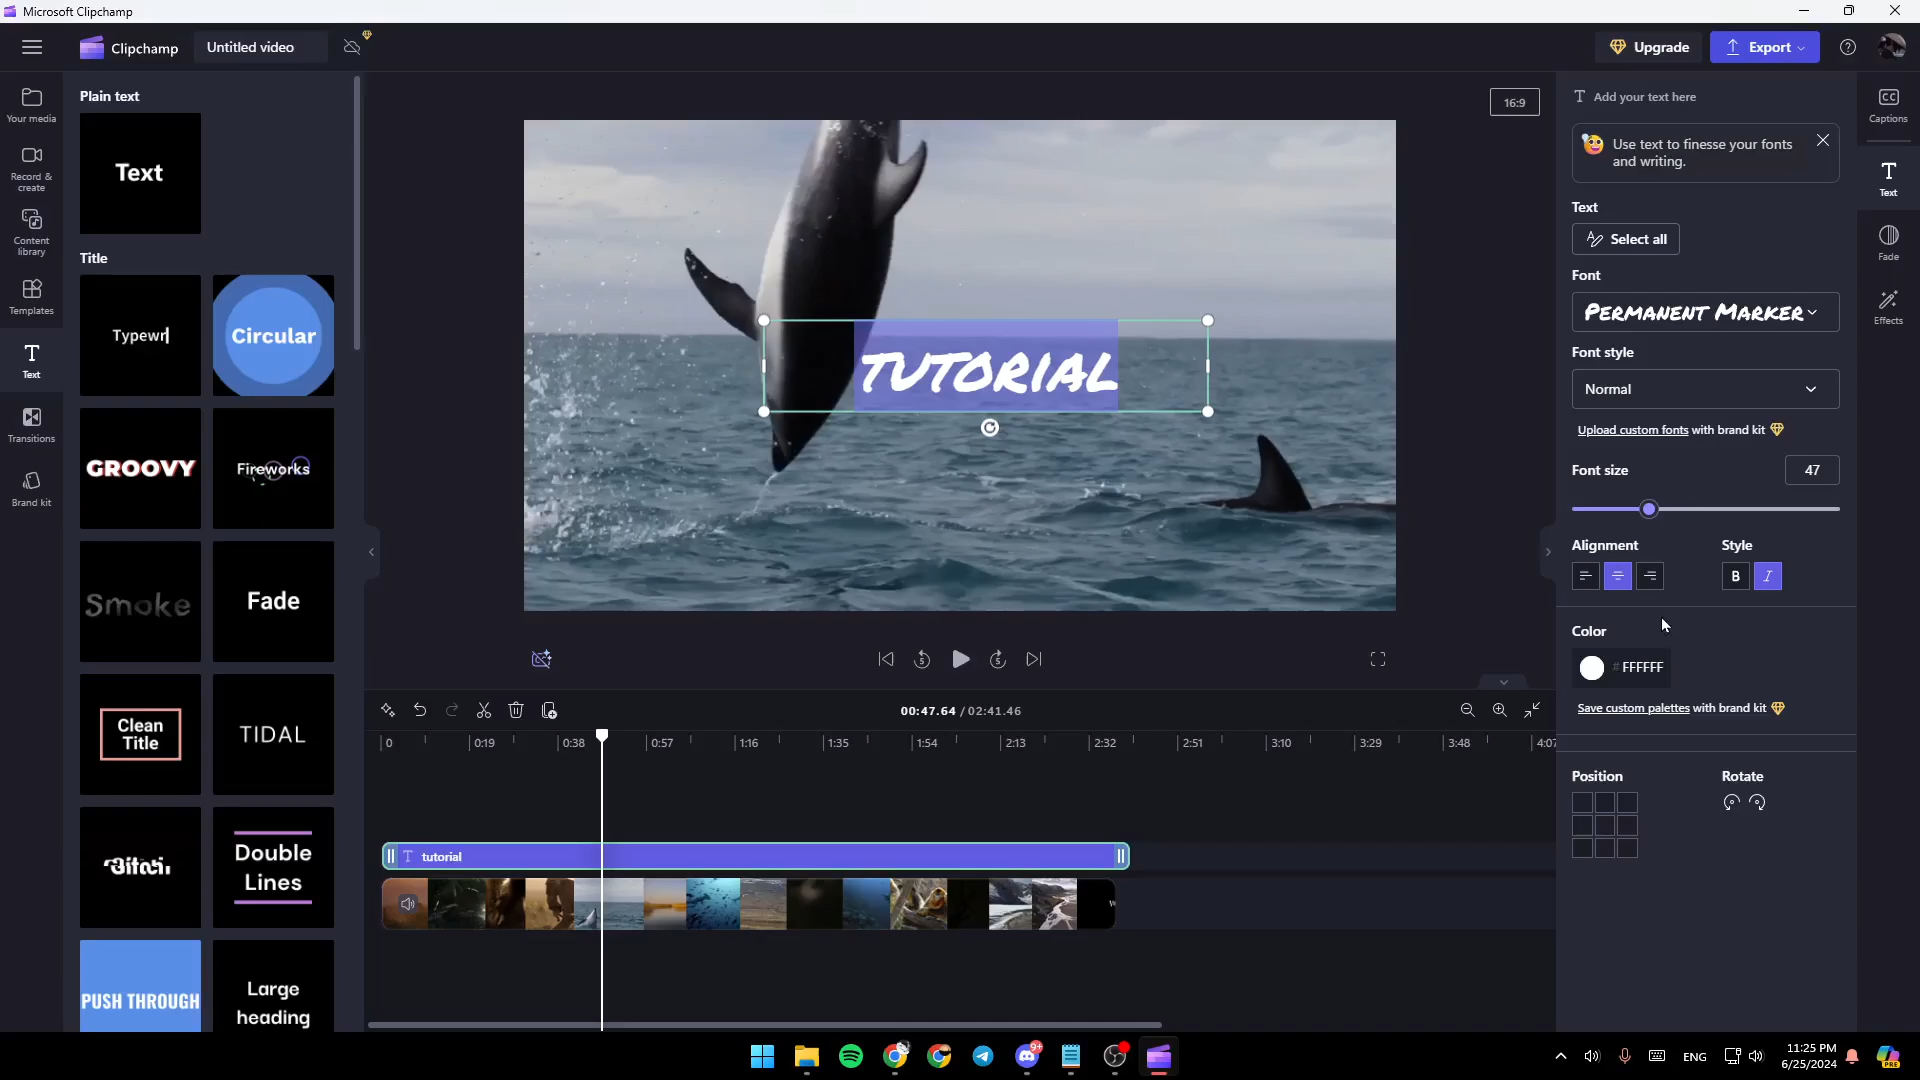 Microsoft Clipchamp
Clipchamp
Untitled video
Upgrade
Export
Your media
Record &
create
Content
library
Templates
Text
Transitions
Brand kit
Plain text
Text
Title
Typewr
Circular
GROOVY
Fireworks
Smoke
Fade
Clean
Title
TIDAL
Glitch
Double
Lines
PUSH THROUGH
Large
heading
16:9
TUTORIAL
00:47.64 / 02:41.46
0
0:19
0:38
0:57
1:16
1:35
1:54
2:13
2:32
2:51
3:10
3:29
3:48
4:07
T tutorial
T Add your text here
Use text to finesse your fonts
and writing.
Text
Select all
Font
PERMANENT MARKER
Font style
Normal
Upload custom fonts with brand kit
Font size
47
Alignment
Style
B I
Color
# FFFFFF
Save custom palettes with brand kit
Position
Rotate
CC
Captions
Text
Fade
Effects
9+
ENG
11:25 PM
6/25/2024
PRE